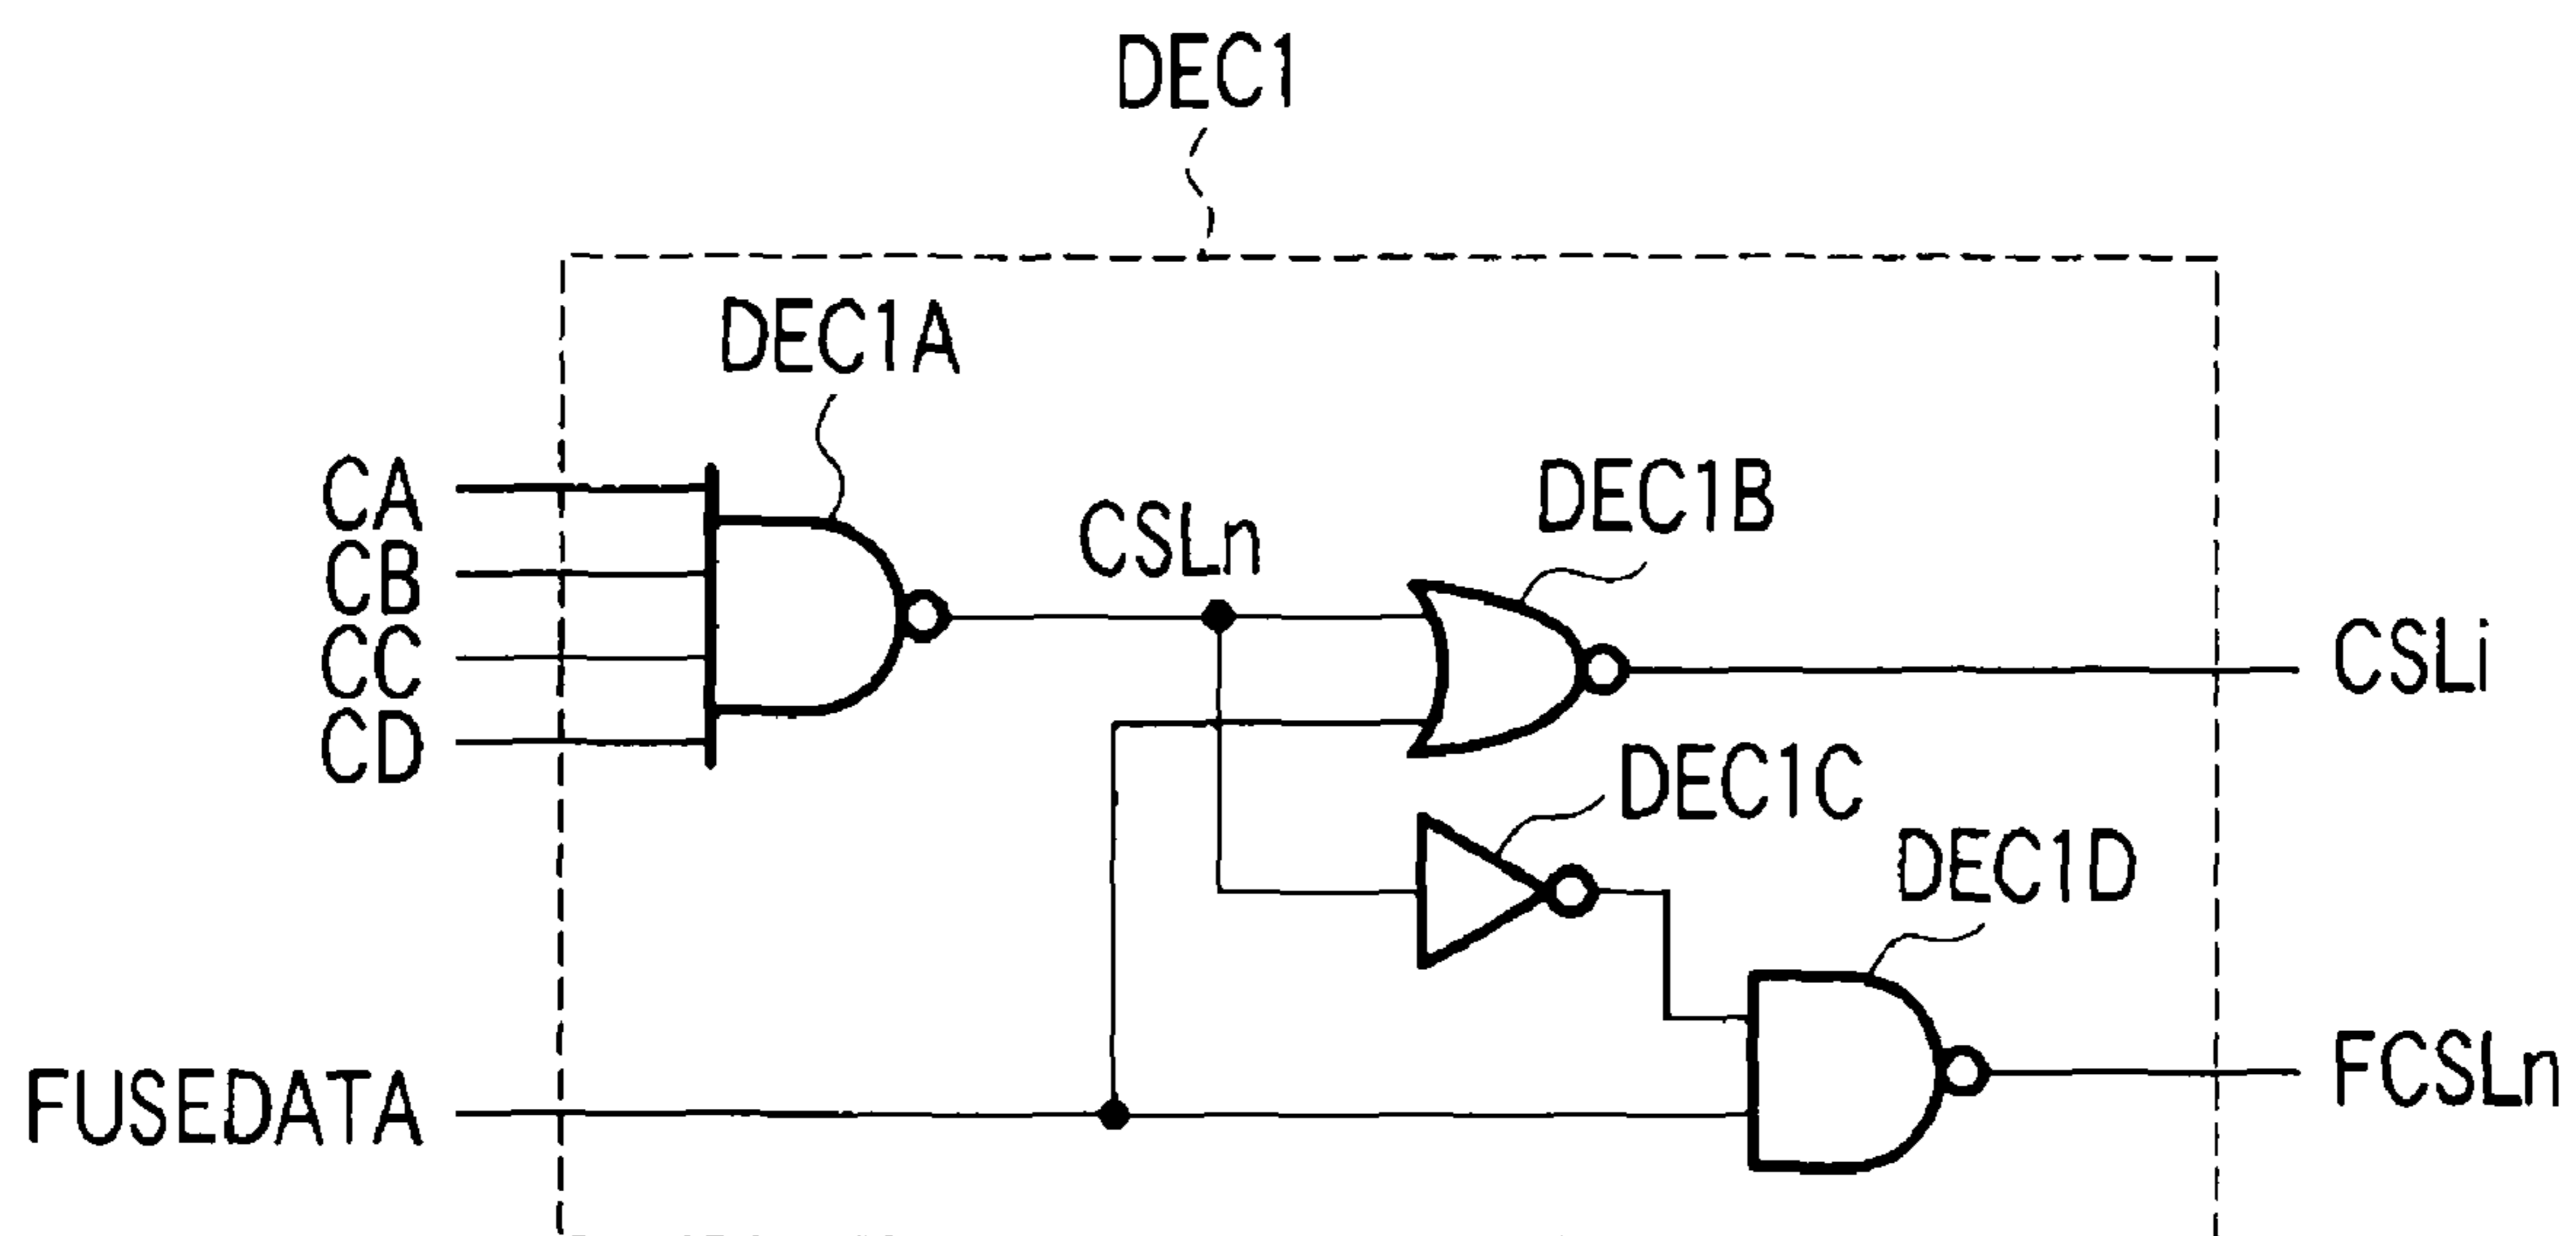 DEC1
DEC1A
CA
CB
CC
CD
CSLn
DEC1B
CSLi
DEC1C
DEC1D
FUSEDATA
FCSLn